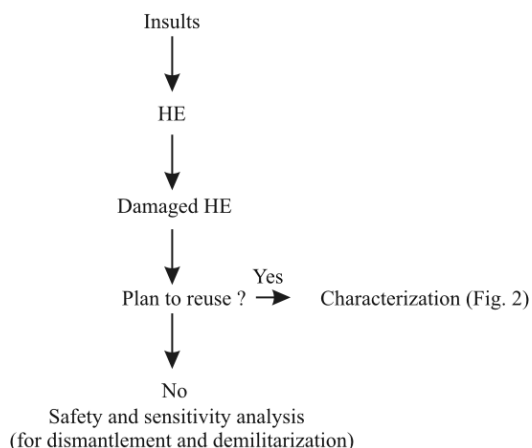 Insults
HE
Damaged HE
Yes
Plan to reuse ?
Characterization (Fig. 2)
No
Safety and sensitivity analysis
(for dismantlement and demilitarization)